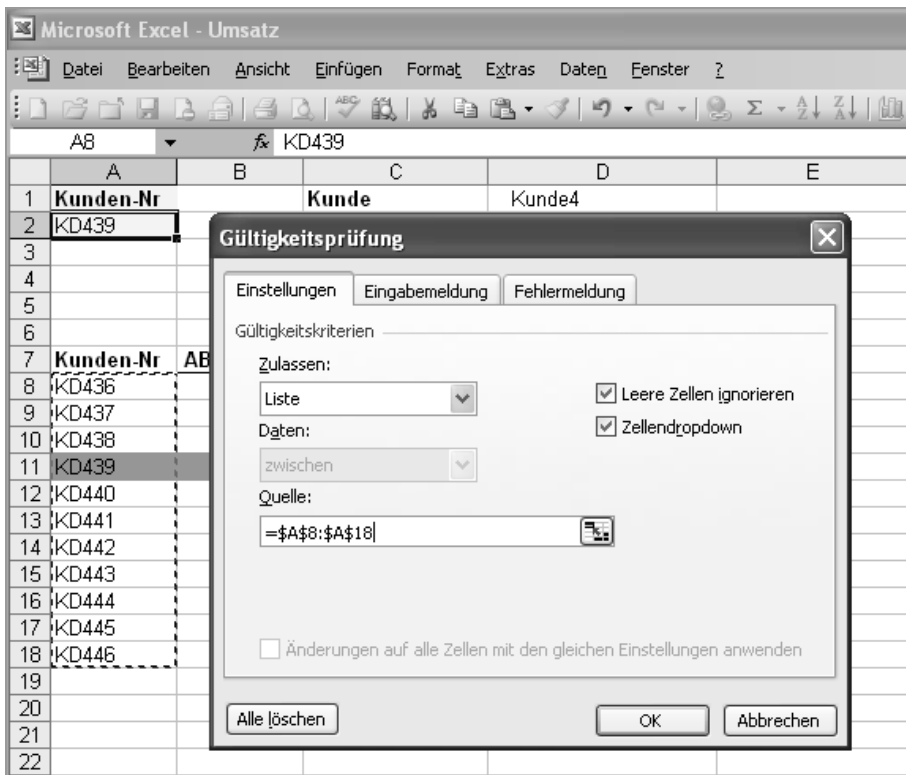 Microsoft Excel - Umsatz
Datei Bearbeiten Ansicht Einfügen Format Extras Daten Fenster ?
A8 fx KD439
A B C D E
1 Kunden-Nr Kunde Kunde4
2 KD439
3
4
5
6
7 Kunden-Nr AB
8 KD436
9 KD437
10 KD438
11 KD439
12 KD440
13 KD441
14 KD442
15 KD443
16 KD444
17 KD445
18 KD446
19
20
21
22
Gültigkeitsprüfung
Einstellungen Eingabemeldung Fehlermeldung
Gültigkeitskriterien
Zulassen:
Liste
Leere Zellen ignorieren
Daten:
Zellendropdown
zwischen
Quelle:
=$A$8:$A$18
Änderungen auf alle Zellen mit den gleichen Einstellungen anwenden
Alle löschen OK Abbrechen